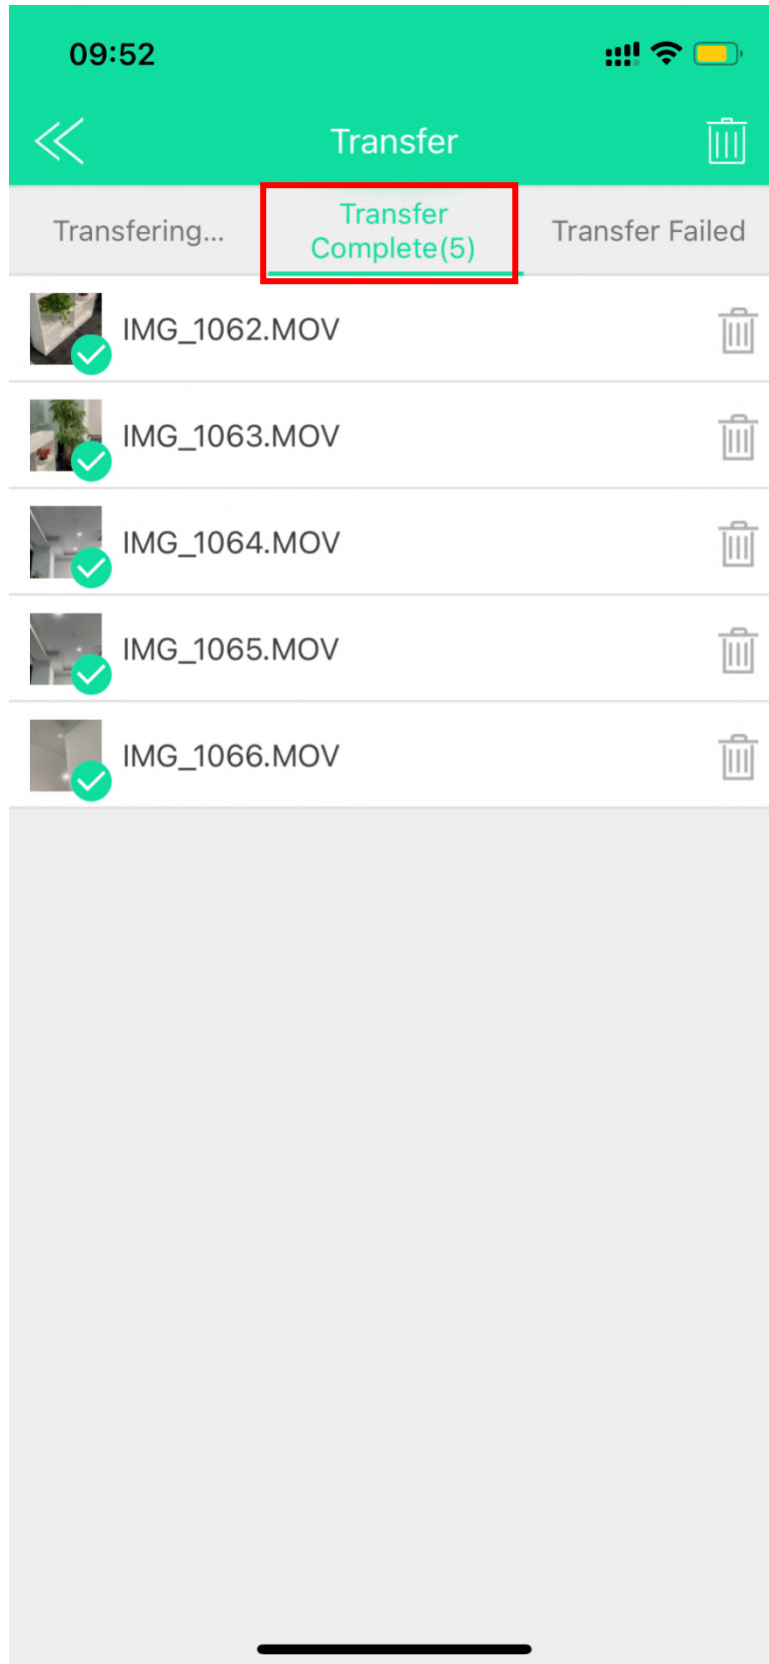 09:52
Transfer
Transfering...
Transfer
Complete(5)
Transfer Failed
IMG_1062.MOV
IMG_1063.MOV
IMG_1064.MOV
IMG_1065.MOV
IMG_1066.MOV